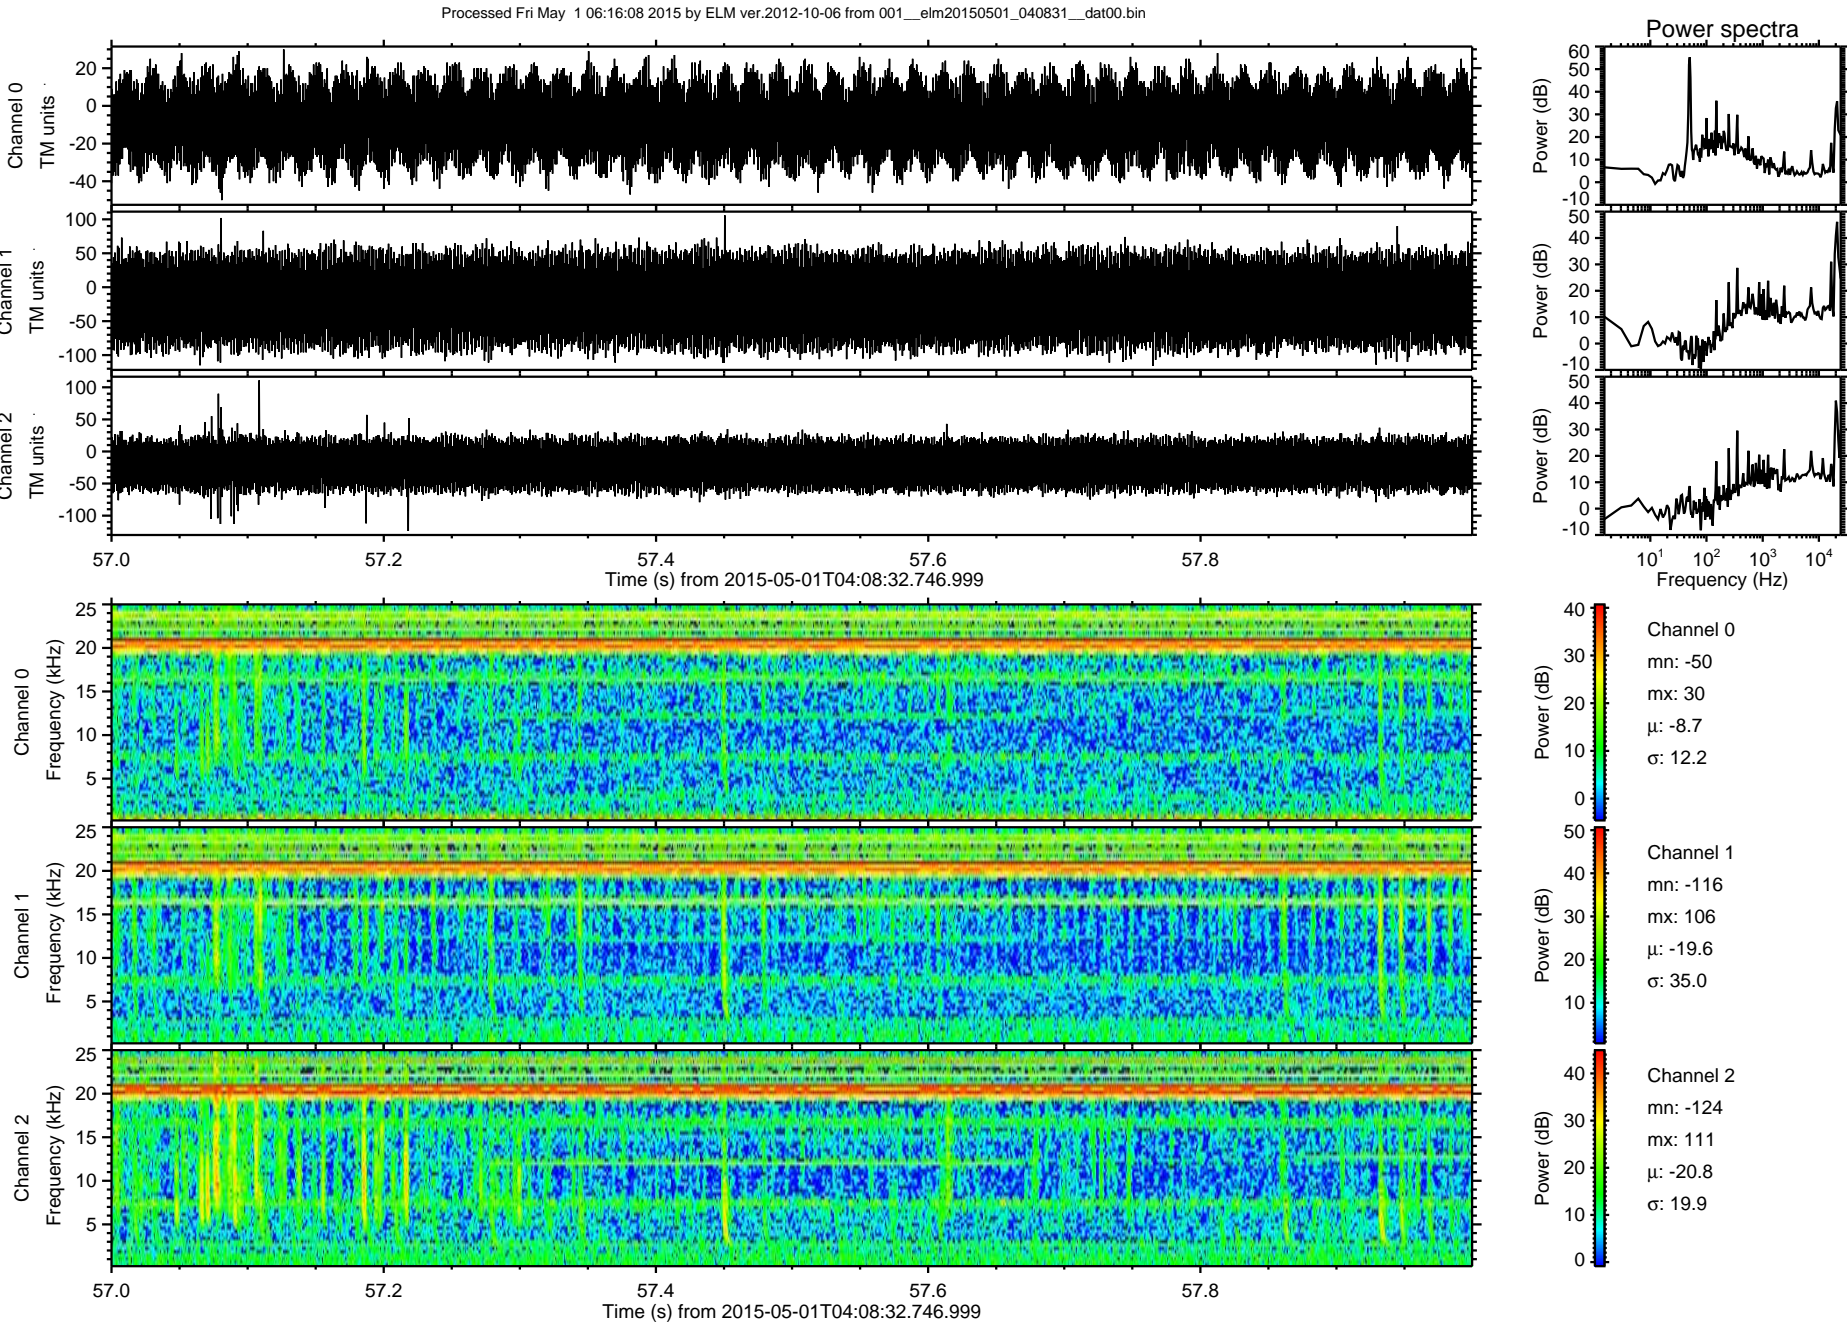 Processed Fri May  1 06:16:08 2015 by ELM ver.2012-10-06 from 001__elm20150501_040831__dat00.bin
Power spectra
Channel 0
TM units
20
0
-20
-40
Power (dB)
60
50
40
30
20
10
0
-10
Channel 1
TM units
100
50
0
-50
-100
Power (dB)
50
40
30
20
10
0
-10
Channel 2
TM units
100
50
0
-50
-100
Power (dB)
50
40
30
20
10
0
-10
57.0 57.2 57.4 57.6 57.8
Time (s) from 2015-05-01T04:08:32.746.999
10^1 10^2 10^3 10^4
Frequency (Hz)
Channel 0
Frequency (kHz)
25
20
15
10
5
Power (dB)
40
30
20
10
0
Channel 0
mn: -50
mx: 30
μ: -8.7
σ: 12.2
Channel 1
Frequency (kHz)
25
20
15
10
5
Power (dB)
50
40
30
20
10
Channel 1
mn: -116
mx: 106
μ: -19.6
σ: 35.0
Channel 2
Frequency (kHz)
25
20
15
10
5
Power (dB)
40
30
20
10
0
Channel 2
mn: -124
mx: 111
μ: -20.8
σ: 19.9
57.0 57.2 57.4 57.6 57.8
Time (s) from 2015-05-01T04:08:32.746.999